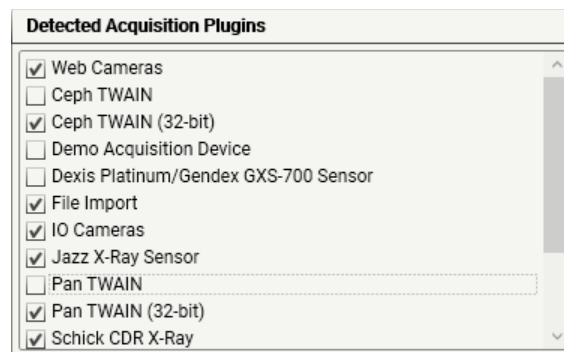 Detected Acquisition Plugins
Web Cameras
Ceph TWAIN
Ceph TWAIN (32-bit)
Demo Acquisition Device
Dexis Platinum/Gendex GXS-700 Sensor
File Import
IO Cameras
Jazz X-Ray Sensor
Pan TWAIN
Pan TWAIN (32-bit)
Schick CDR X-Ray